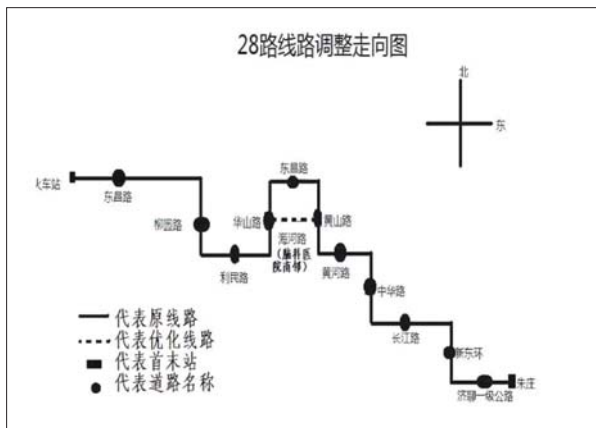 28路线路调整走向图
北
东
东昌路
火车站
东昌路
柳园路
华山路
黄山路
海河路
(脑科医
院南邻)
利民路
黄河路
中华路
长江路
新东环
朱庄
济聊一级公路
代表原线路
代表优化线路
代表首末站
代表道路名称